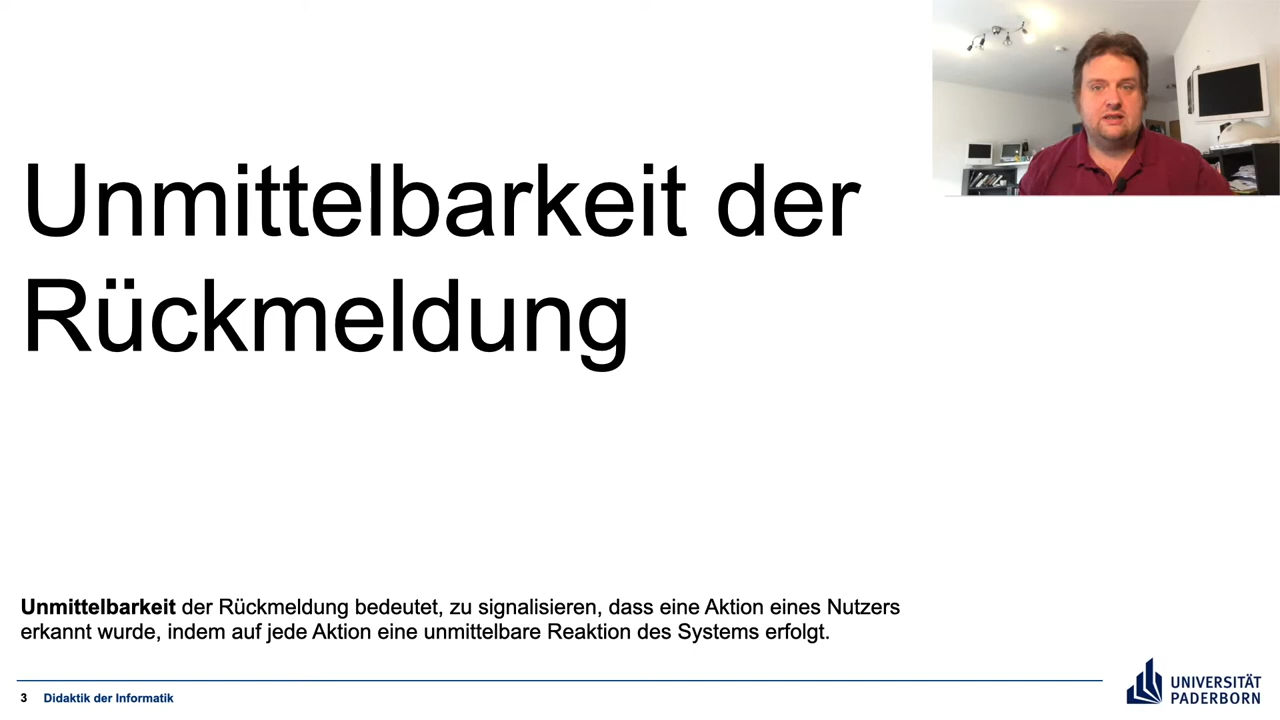 Unmittelbarkeit der
Rückmeldung
Unmittelbarkeit der Rückmeldung bedeutet, zu signalisieren, dass eine Aktion eines Nutzers
erkannt wurde, indem auf jede Aktion eine unmittelbare Reaktion des Systems erfolgt.
3 Didaktik der Informatik
UNIVERSITÄT
PADERBORN